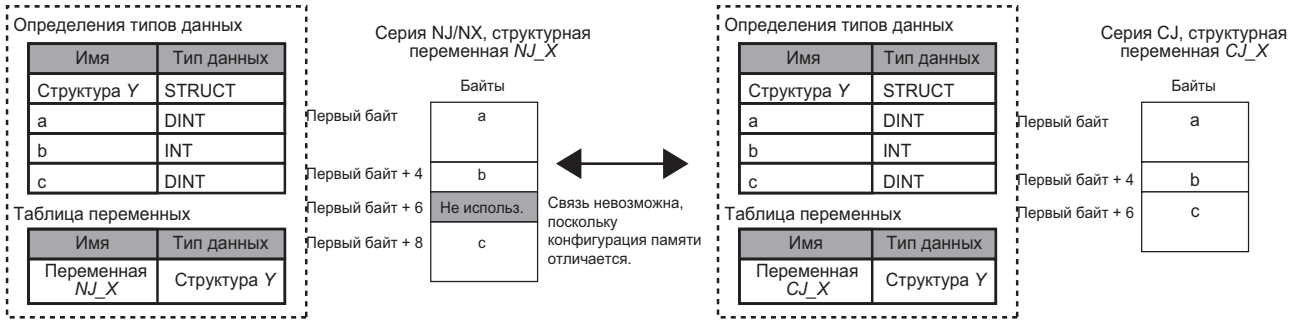 Определения типов данных
Имя Тип данных
Структура Y STRUCT
a DINT
b INT
c DINT
Таблица переменных
Имя Тип данных
Переменная
NJ_X
Структура Y
Серия NJ/NX, структурная
переменная NJ_X
Байты
Первый байт a
Первый байт + 4 b
Первый байт + 6 Не использ.
Первый байт + 8 c
Связь невозможна,
поскольку
конфигурация памяти
отличается.
Определения типов данных
Имя Тип данных
Структура Y STRUCT
a DINT
b INT
c DINT
Таблица переменных
Имя Тип данных
Переменная
CJ_X
Структура Y
Серия CJ, структурная
переменная CJ_X
Байты
Первый байт a
Первый байт + 4 b
Первый байт + 6 c